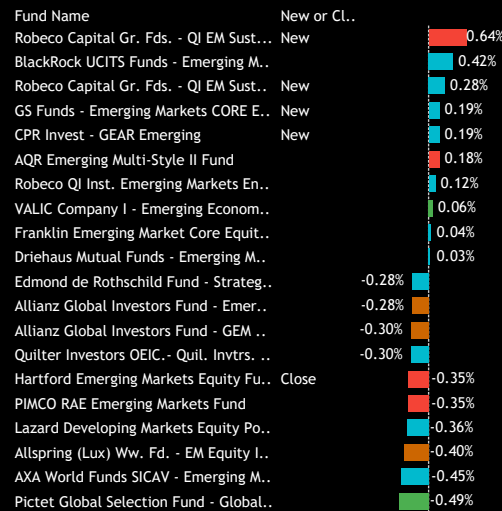 Fund Name New or Cl..
Robeco Capital Gr. Fds. - QI EM Sust... New 0.64%
BlackRock UCITS Funds - Emerging M.. 0.42%
Robeco Capital Gr. Fds. - QI EM Sust.. New 0.28%
GS Funds - Emerging Markets CORE E.. New 0.19%
CPR Invest - GEAR Emerging New 0.19%
AQR Emerging Multi-Style II Fund 0.18%
Robeco QI Inst. Emerging Markets En.. 0.12%
VALIC Company I - Emerging Econom.. 0.06%
Franklin Emerging Market Core Equit.. 0.04%
Driehaus Mutual Funds - Emerging M.. 0.03%
Edmond de Rothschild Fund - Strateg.. -0.28%
Allianz Global Investors Fund - Emer.. -0.28%
Allianz Global Investors Fund - GEM .. -0.30%
Quilter Investors OEIC.- Quil. Invtrs. .. -0.30%
Hartford Emerging Markets Equity Fu.. Close -0.35%
PIMCO RAE Emerging Markets Fund -0.35%
Lazard Developing Markets Equity Po.. -0.36%
Allspring (Lux) Ww. Fd. - EM Equity I.. -0.40%
AXA World Funds SICAV - Emerging M.. -0.45%
Pictet Global Selection Fund - Global.. -0.49%